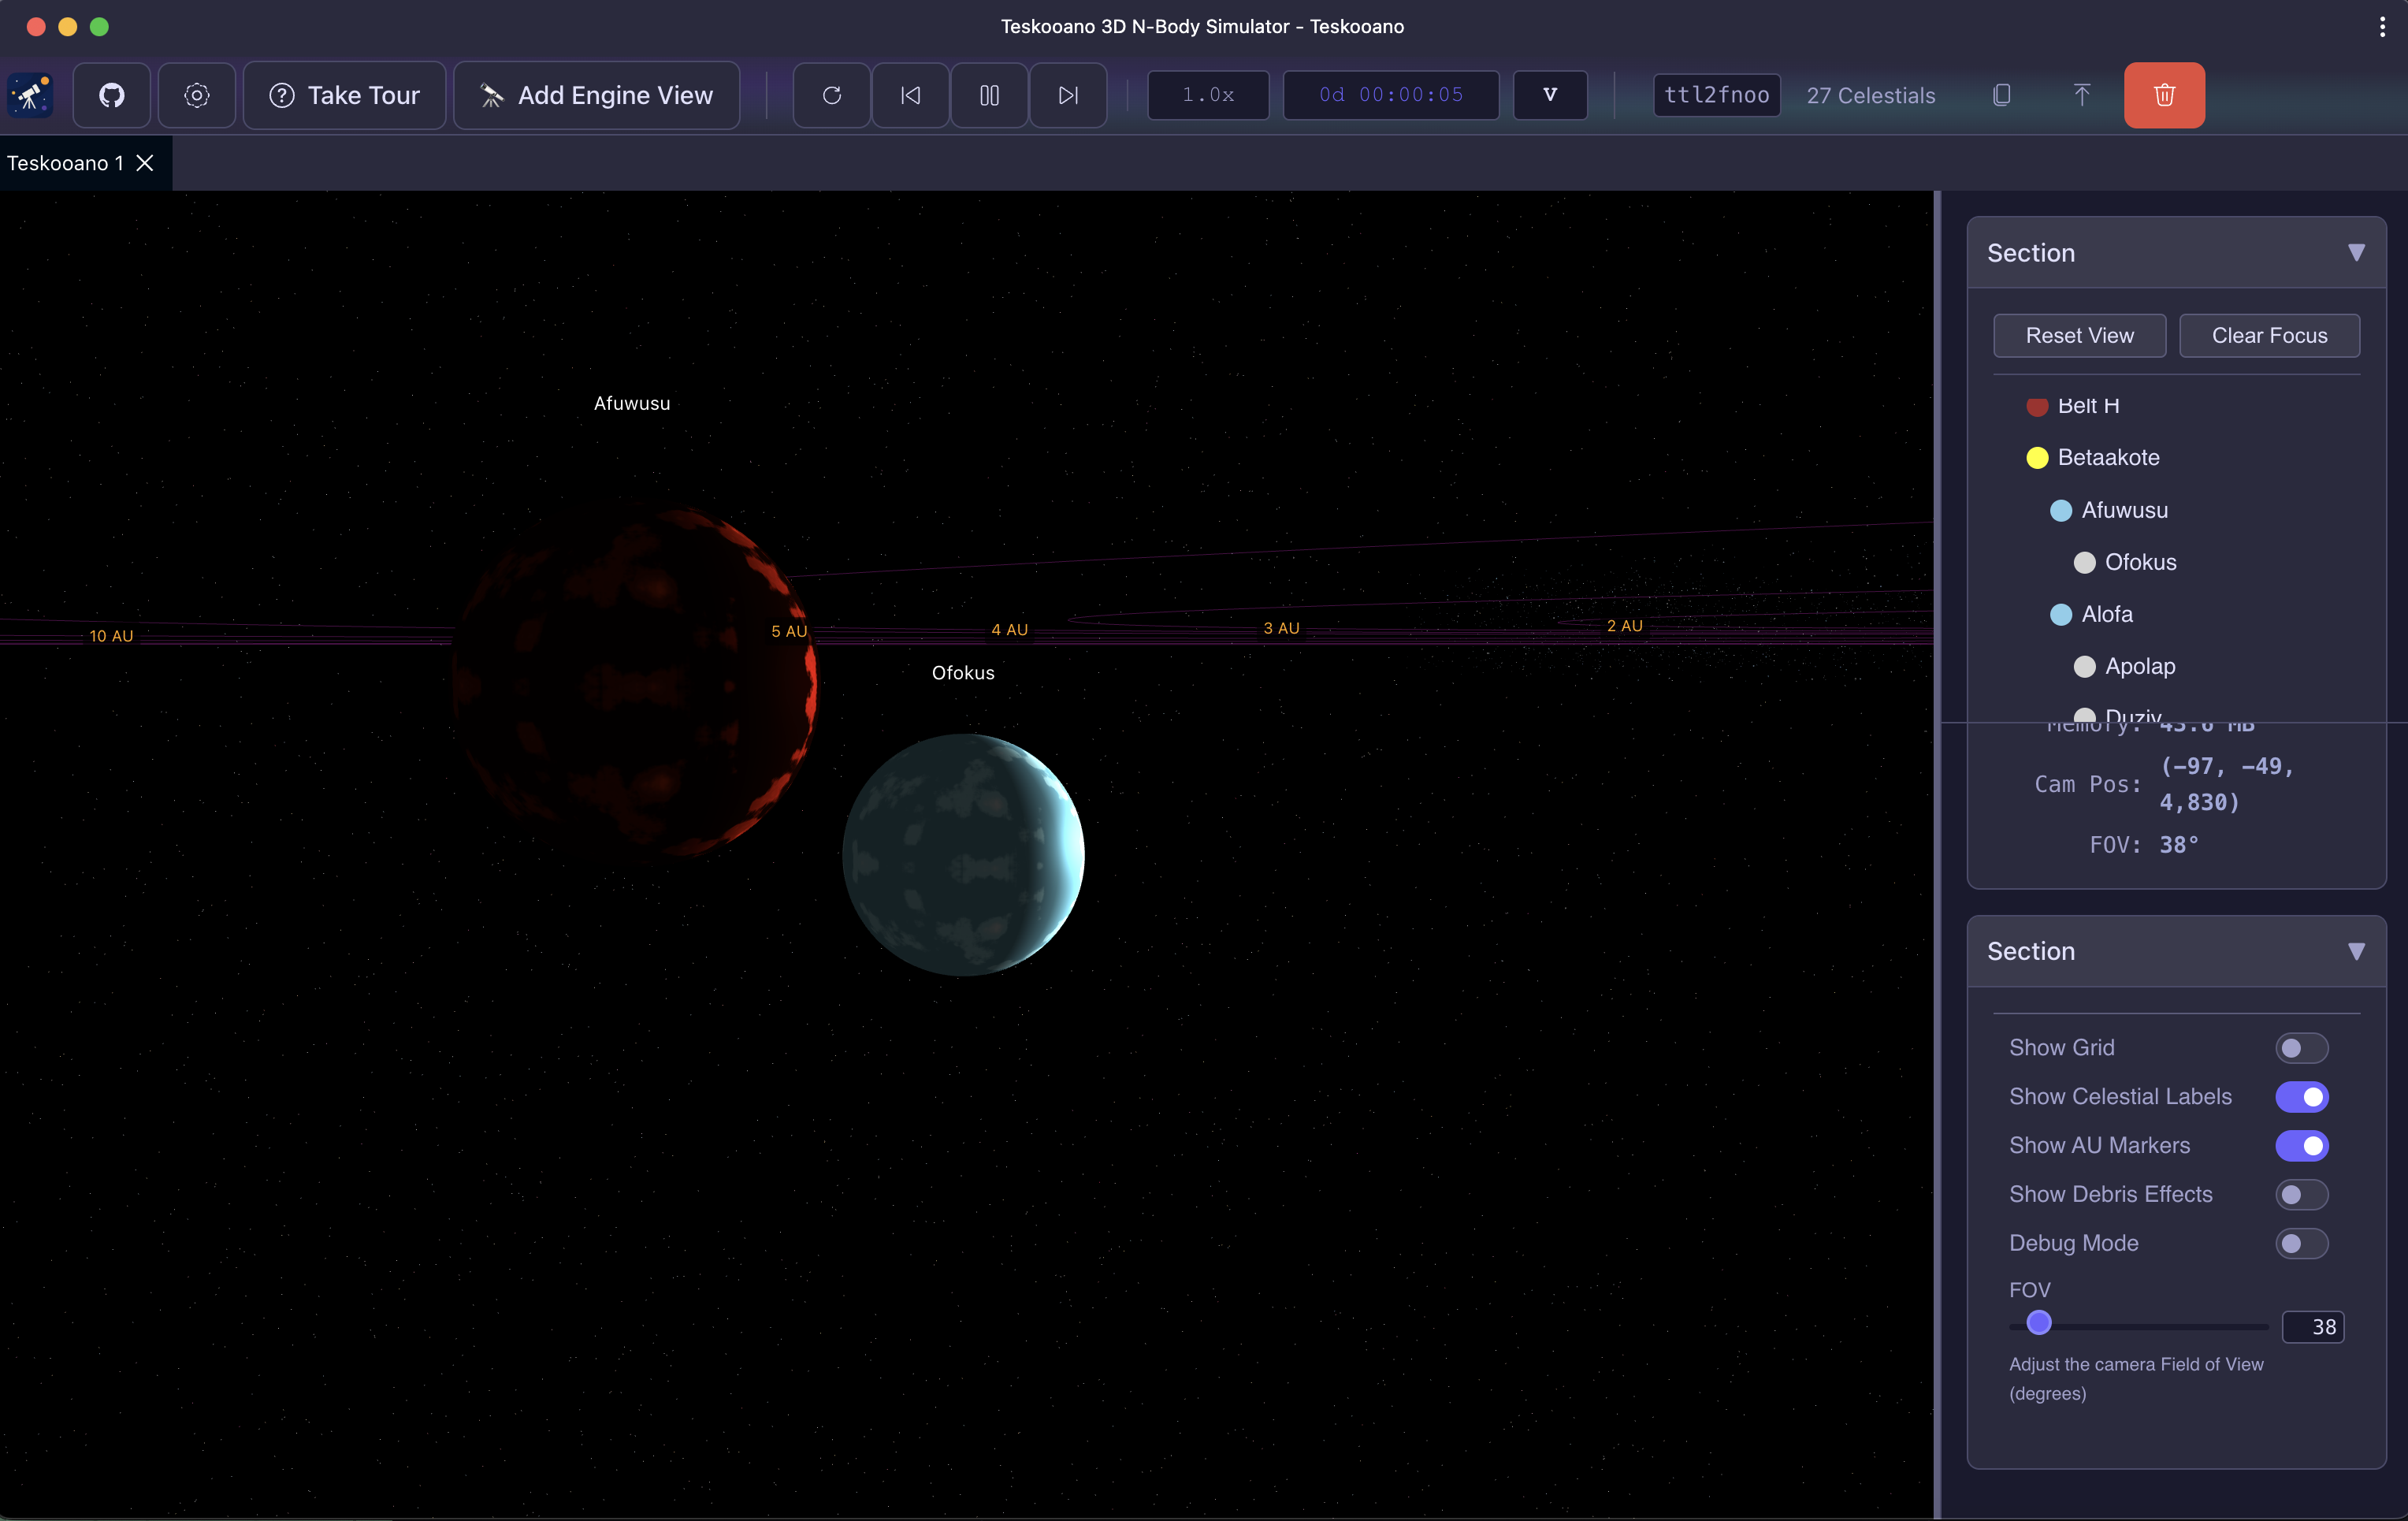 Teskooano 3D N-Body Simulator - Teskooano
Take Tour
Add Engine View
1.0x
0d 00:00:05
V
ttl2fnoo
27 Celestials
Teskooano 1
Afuwusu
10 AU
5 AU
4 AU
3 AU
2 AU
Ofokus
Section
Reset View
Clear Focus
Belt H
Betaakote
Afuwusu
Ofokus
Alofa
Apolap
Duziv
Memory: 43.6 MB
Cam Pos: (-97, -49,
4,830)
FOV: 38°
Section
Show Grid
Show Celestial Labels
Show AU Markers
Show Debris Effects
Debug Mode
FOV
38
Adjust the camera Field of View
(degrees)